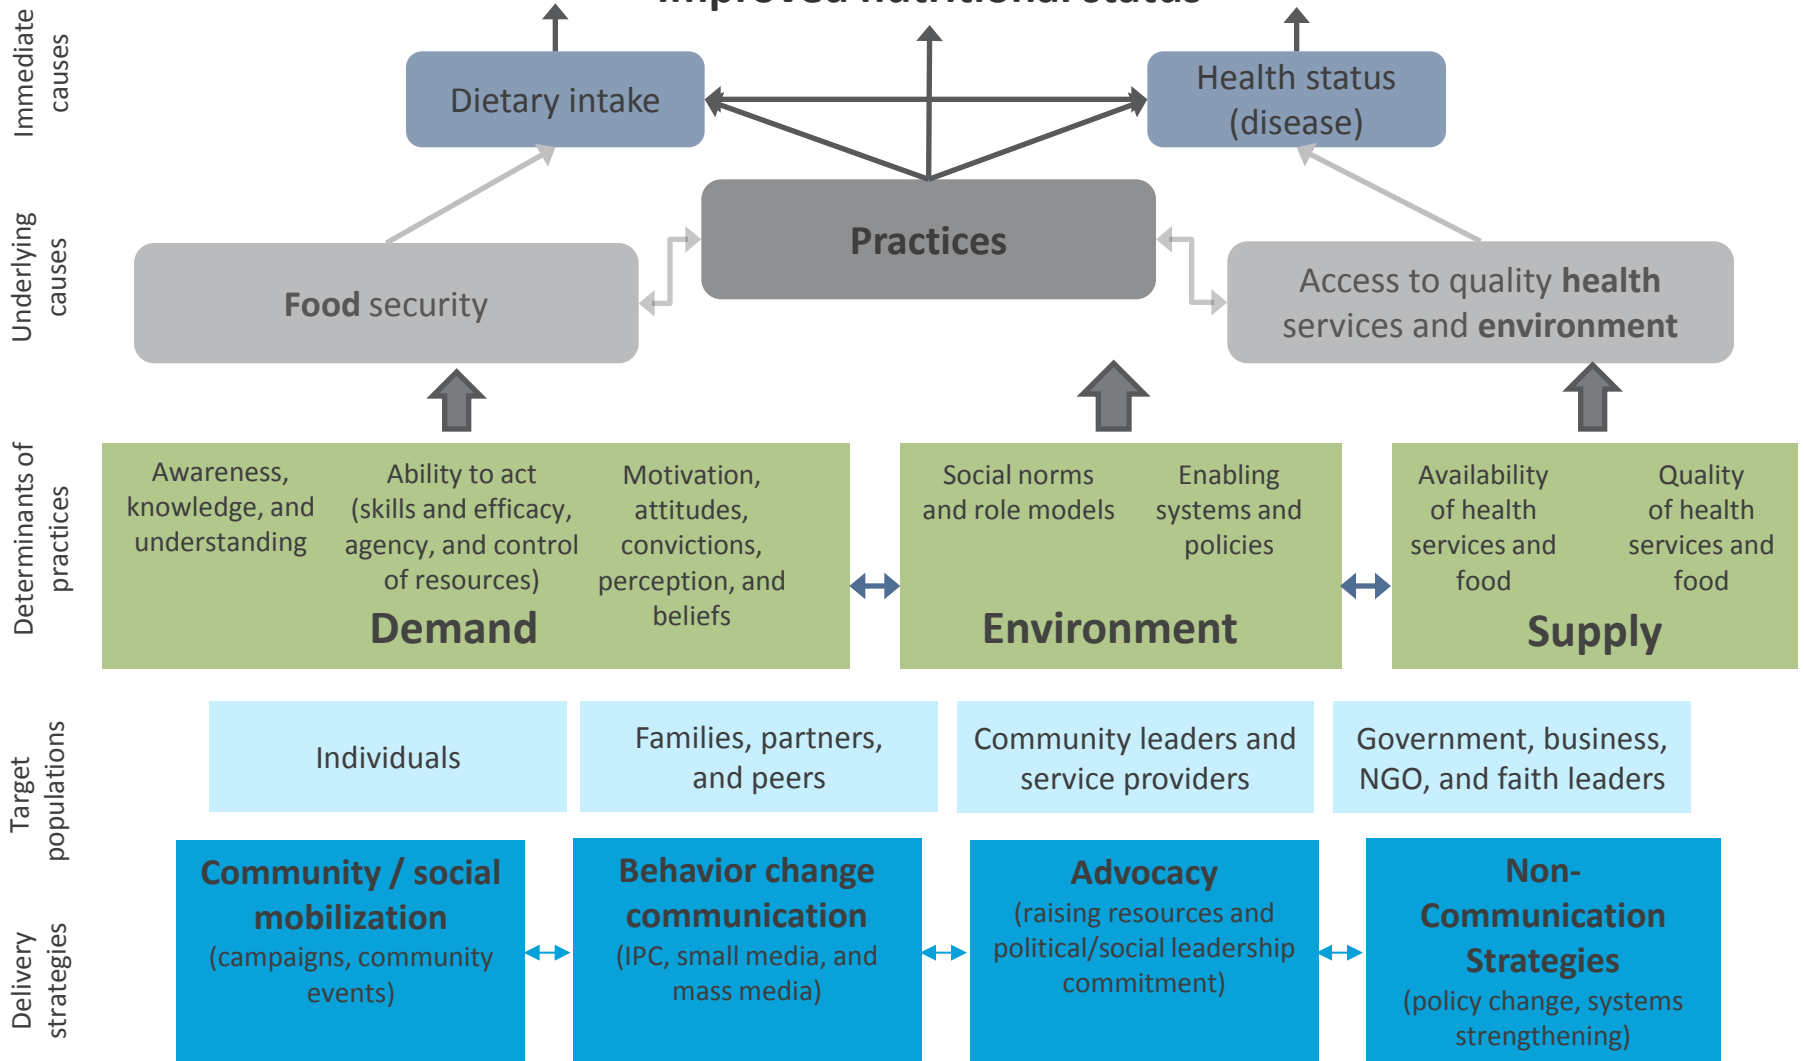 Improved nutritional status
Immediate
causes
Dietary intake
Health status
(disease)
Underlying
causes
Food security
Practices
Access to quality health
services and environment
Determinants of
practices
Awareness,
knowledge, and
understanding
Ability to act
(skills and efficacy,
agency, and control
of resources)
Motivation,
attitudes,
convictions,
perception, and
beliefs
Demand
Social norms
and role models
Enabling
systems and
policies
Environment
Availability
of health
services and
food
Quality
of health
services and
food
Supply
Target
populations
Individuals
Families, partners,
and peers
Community leaders and
service providers
Government, business,
NGO, and faith leaders
Delivery
strategies
Community / social
mobilization
(campaigns, community
events)
Behavior change
communication
(IPC, small media, and
mass media)
Advocacy
(raising resources and
political/social leadership
commitment)
Non-
Communication
Strategies
(policy change, systems
strengthening)